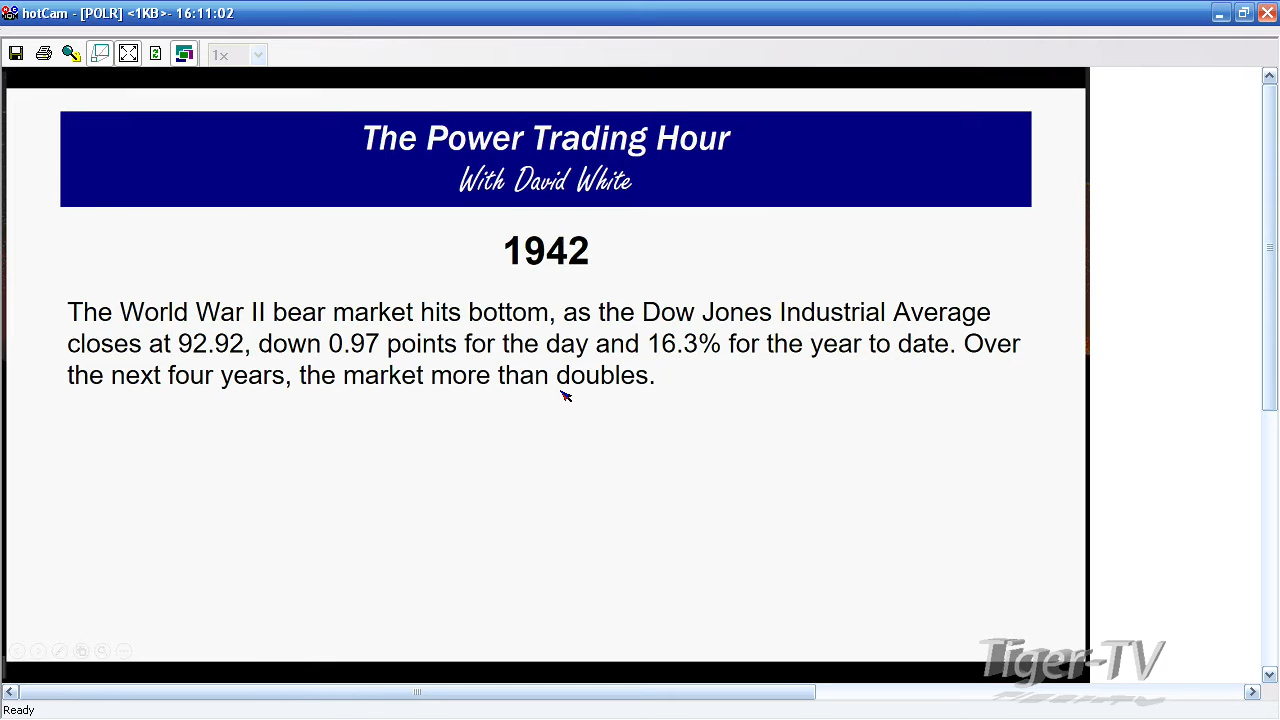 hotCam - [POLR] <1KB>- 16:11:02
1x
The Power Trading Hour
With David White
1942
The World War II bear market hits bottom, as the Dow Jones Industrial Average
closes at 92.92, down 0.97 points for the day and 16.3% for the year to date. Over
the next four years, the market more than doubles.
Tiger-TV
Ready